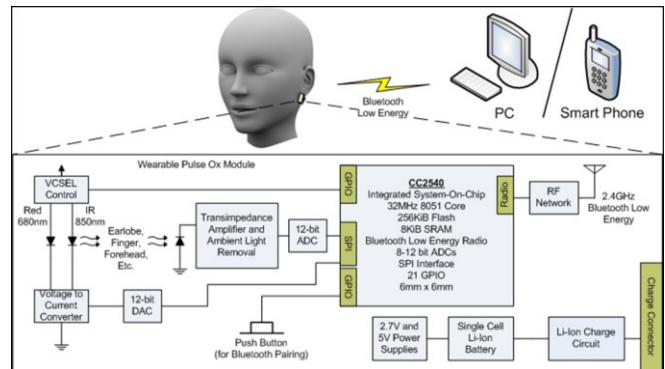 Bluetooth
Low Energy
PC
Smart Phone
Wearable Pulse Ox Module
VCSEL
Control
Red
680nm
IR
850nm
Earlobe,
Finger,
Forehead,
Etc.
Transimpedance
Amplifier and
Ambient Light
Removal
12-bit
ADC
Voltage to
Current
Converter
12-bit
DAC
Push Button
(for Bluetooth Pairing)
GPIO
SPI
GPIO
CC2540
Integrated System-On-Chip
32MHz 8051 Core
256KiB Flash
8KiB SRAM
Bluetooth Low Energy Radio
8-12 bit ADCs
SPI Interface
21 GPIO
6mm x 6mm
Radio
RF
Network
2.4GHz
Bluetooth Low
Energy
2.7V and
5V Power
Supplies
Single Cell
Li-Ion
Battery
Li-Ion Charge
Circuit
Charge Connector